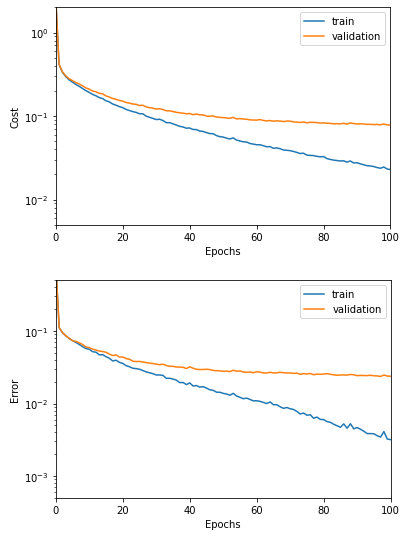 train
validation
10⁰
10⁻¹
10⁻²
Cost
0 20 40 60 80 100
Epochs
train
validation
10⁻¹
10⁻²
10⁻³
Error
0 20 40 60 80 100
Epochs